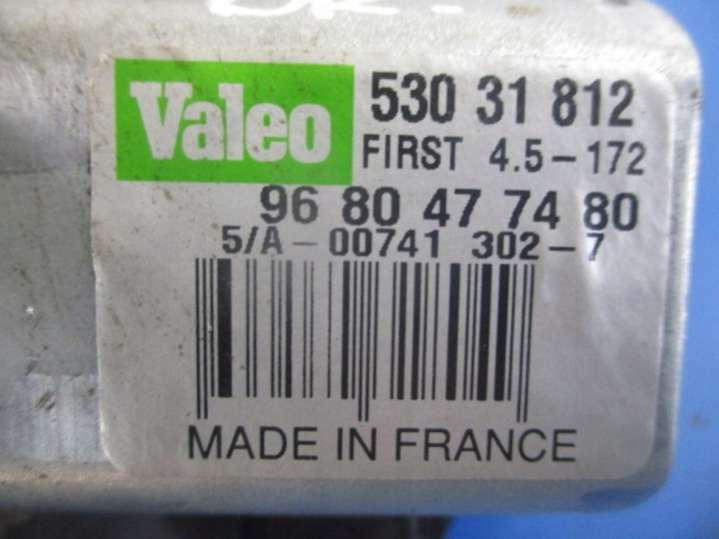 Valeo 530 31 812
FIRST 4.5-172
96 80 47 74 80
5/A-00741 302-7
MADE IN FRANCE